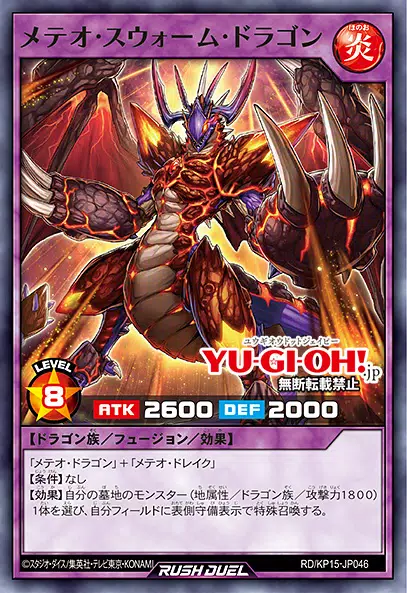 メテオ・スウォーム・ドラゴン
ほのお
炎
ユウギオウドットジェイピー
YU-GI-OH!.jp
無断転載禁止
LEVEL
8
ATK 2600 DEF 2000
【ドラゴン族／フュージョン／効果】
「メテオ・ドラゴン」+「メテオ・ドレイク」
【条件】なし
【効果】自分の墓地のモンスター(地属性／ドラゴン族／攻撃力1800)
1体を選び、自分フィールドに表側守備表示で特殊召喚する。
©スタジオ・ダイス/集英社・テレビ東京・KONAMI
RUSH DUEL
RD/KP15-JP046